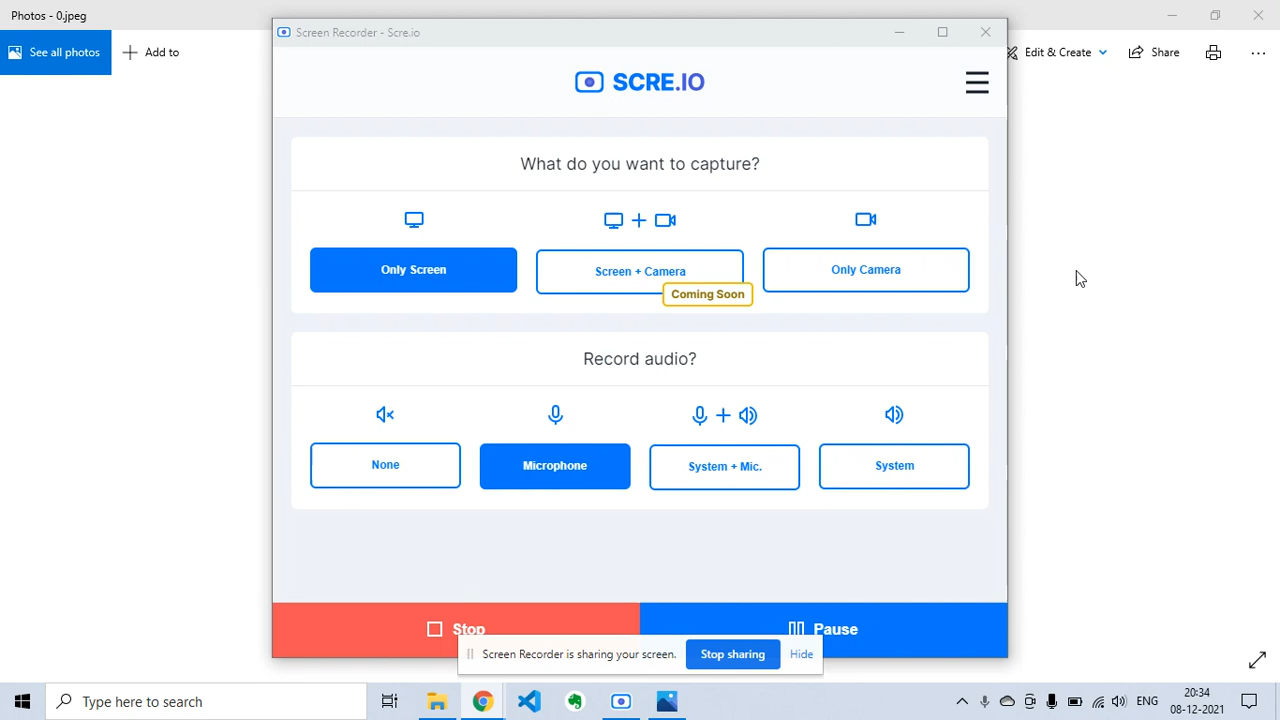 Photos - 0.jpeg
Screen Recorder - Scre.io
See all photos
Add to
Edit & Create
Share
SCRE.IO
What do you want to capture?
Only Screen
Screen + Camera
Only Camera
Coming Soon
Record audio?
None
Microphone
System + Mic.
System
Stop
Pause
Screen Recorder is sharing your screen.
Stop sharing
Hide
Type here to search
ENG
20:34
08-12-2021